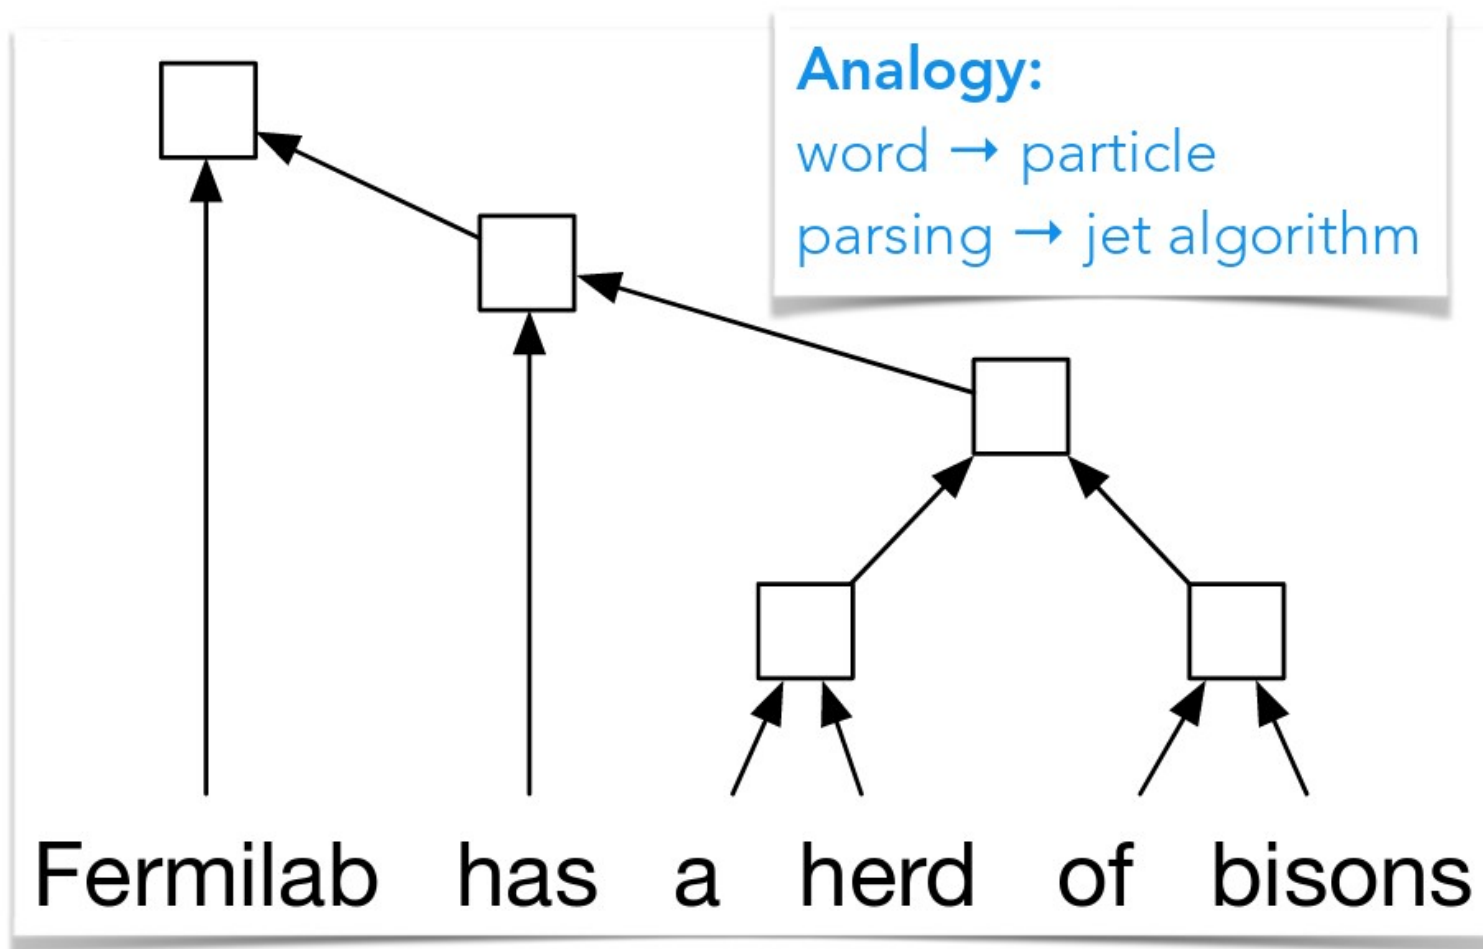 Analogy:
word → particle
parsing → jet algorithm
Fermilab has a herd of bisons